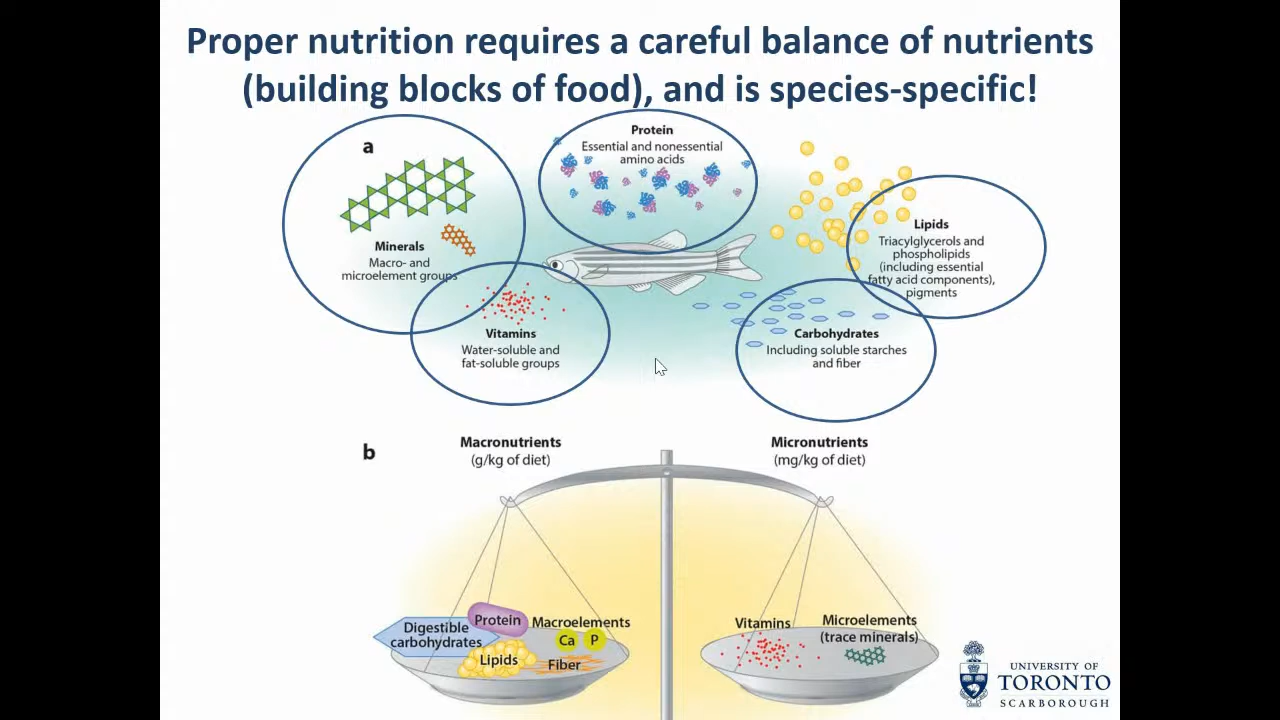 Proper nutrition requires a careful balance of nutrients
(building blocks of food), and is species-specific!
a
Protein
Essential and nonessential
amino acids
Minerals
Macro- and
microelement groups
Lipids
Triacylglycerols and
phospholipids
(including essential
fatty acid components),
pigments
Vitamins
Water-soluble and
fat-soluble groups
Carbohydrates
Including soluble starches
and fiber
b
Macronutrients
(g/kg of diet)
Micronutrients
(mg/kg of diet)
Digestible
carbohydrates
Protein
Lipids
Macroelements
Ca P
Fiber
Vitamins
Microelements
(trace minerals)
UNIVERSITY OF
TORONTO
SCARBOROUGH